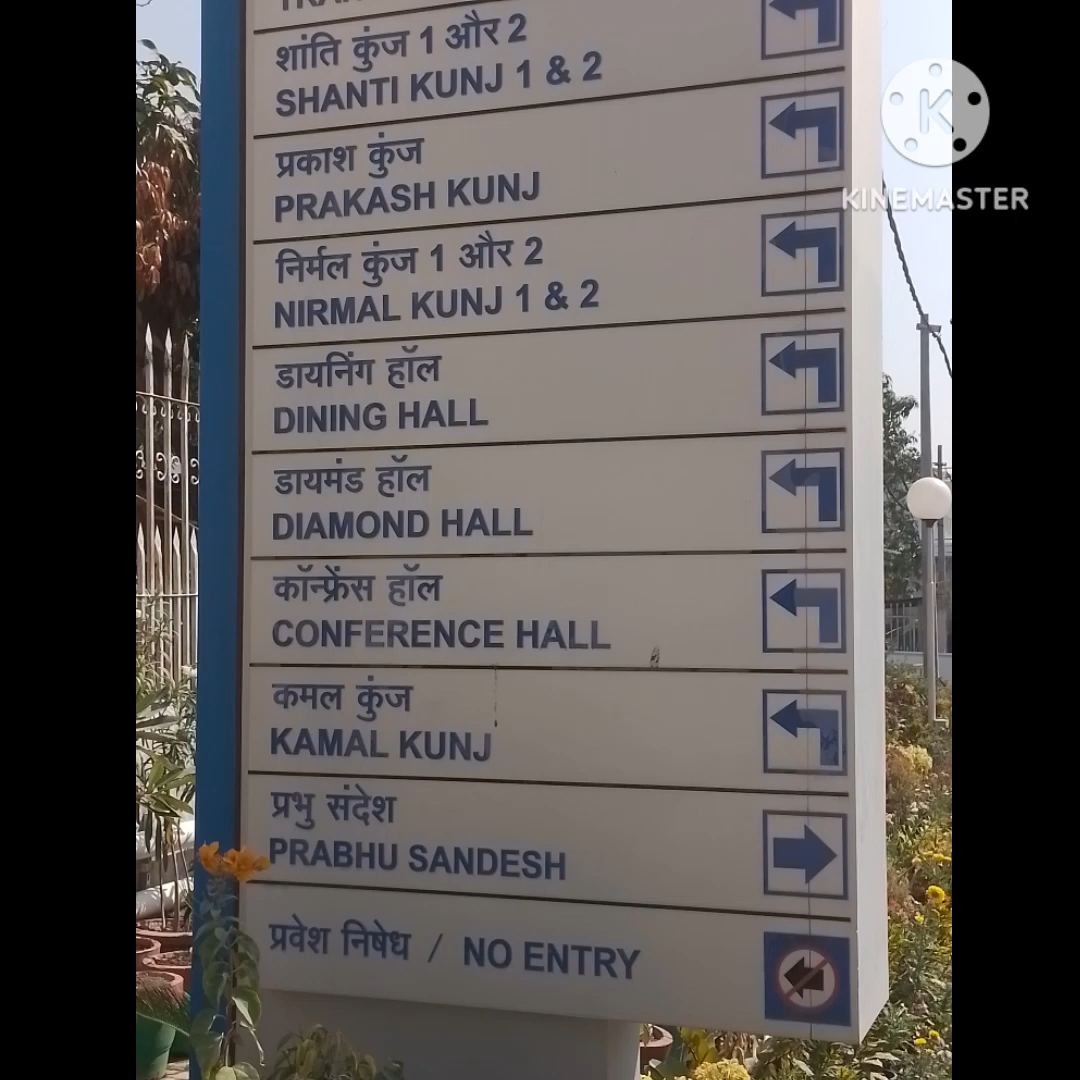 शांति कुंज 1 और 2
SHANTI KUNJ 1 & 2
प्रकाश कुंज
PRAKASH KUNJ
निर्मल कुंज 1 और 2
NIRMAL KUNJ 1 & 2
डायनिंग हॉल
DINING HALL
डायमंड हॉल
DIAMOND HALL
कॉन्फ्रेंस हॉल
CONFERENCE HALL
कमल कुंज
KAMAL KUNJ
प्रभु संदेश
PRABHU SANDESH
प्रवेश निषेध / NO ENTRY
K
KINEMASTER